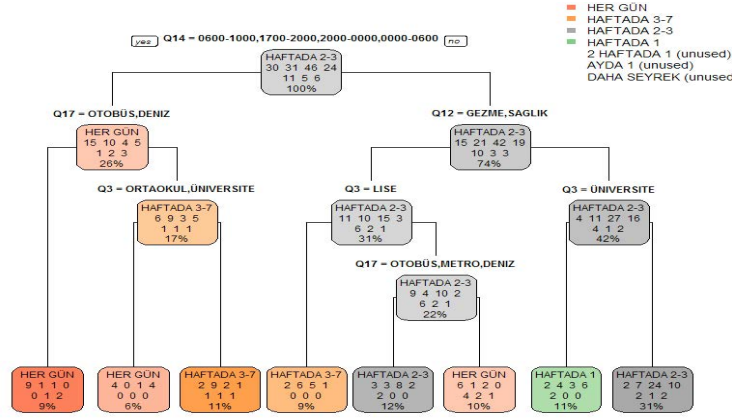 yes Q14 = 0600-1000,1700-2000,2000-0000,0000-0600 no
HER GÜN
HAFTADA 3-7
HAFTADA 2-3
HAFTADA 1
2 HAFTADA 1 (unused)
AYDA 1 (unused)
DAHA SEYREK (unused
HAFTADA 2-3
30 31 46 24
11 5 6
100%
Q17 = OTOBÜS,DENIZ
Q12 = GEZME,SAGLIK
HER GÜN
15 10 4 5
1 2 3
26%
HAFTADA 2-3
15 21 42 19
10 3 3
74%
Q3 = ORTAOKUL,ÜNIVERSITE
Q3 = LISE
Q3 = ÜNIVERSITE
HAFTADA 3-7
6 9 3 5
1 1 1
17%
HAFTADA 2-3
11 10 15 3
6 2 1
31%
HAFTADA 2-3
4 11 27 16
4 1 2
42%
Q17 = OTOBÜS,METRO,DENIZ
HAFTADA 2-3
9 4 10 2
6 2 1
22%
HER GÜN
9 1 1 0
0 1 2
9%
HER GÜN
4 0 1 4
0 0 0
6%
HAFTADA 3-7
2 9 2 1
1 1 1
11%
HAFTADA 3-7
2 6 5 1
0 0 0
9%
HAFTADA 2-3
3 3 8 2
2 0 0
12%
HER GÜN
6 1 2 0
4 2 1
10%
HAFTADA 1
2 4 3 6
2 0 0
11%
HAFTADA 2-3
2 7 24 10
2 1 2
31%